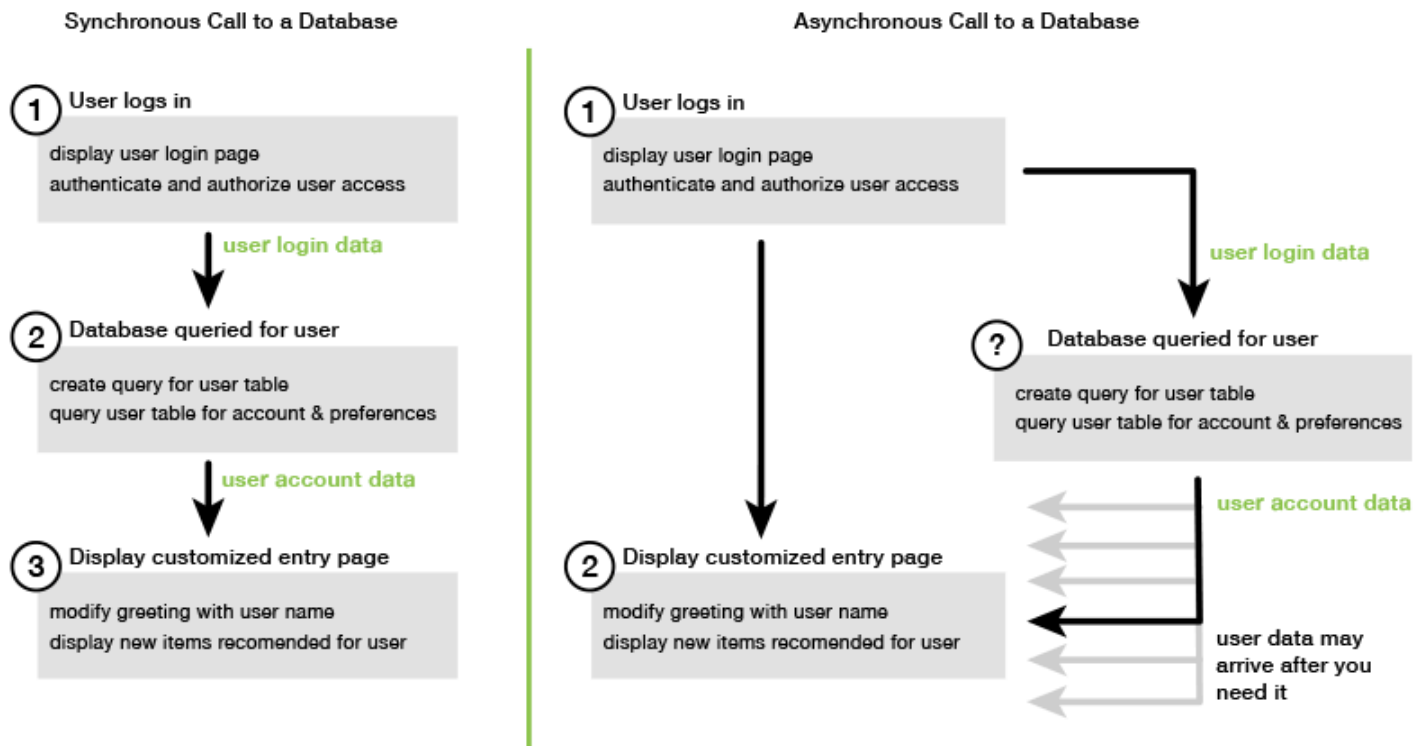 Synchronous Call to a Database
1
User logs in
display user login page
authenticate and authorize user access
user login data
2
Database queried for user
create query for user table
query user table for account & preferences
user account data
3
Display customized entry page
modify greeting with user name
display new items recomended for user
Asynchronous Call to a Database
1
User logs in
display user login page
authenticate and authorize user access
user login data
?
Database queried for user
create query for user table
query user table for account & preferences
user account data
2
Display customized entry page
modify greeting with user name
display new items recomended for user
user data may
arrive after you
need it